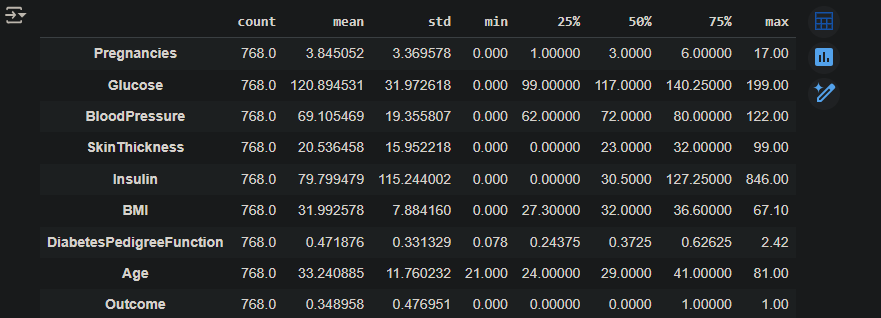 count mean std min 25% 50% 75% max
Pregnancies 768.0 3.845052 3.369578 0.000 1.00000 3.0000 6.00000 17.00
Glucose 768.0 120.894531 31.972618 0.000 99.00000 117.0000 140.25000 199.00
BloodPressure 768.0 69.105469 19.355807 0.000 62.00000 72.0000 80.00000 122.00
SkinThickness 768.0 20.536458 15.952218 0.000 0.00000 23.0000 32.00000 99.00
Insulin 768.0 79.799479 115.244002 0.000 0.00000 30.5000 127.25000 846.00
BMI 768.0 31.992578 7.884160 0.000 27.30000 32.0000 36.60000 67.10
DiabetesPedigreeFunction 768.0 0.471876 0.331329 0.078 0.24375 0.3725 0.62625 2.42
Age 768.0 33.240885 11.760232 21.000 24.00000 29.0000 41.00000 81.00
Outcome 768.0 0.348958 0.476951 0.000 0.00000 0.0000 1.00000 1.00